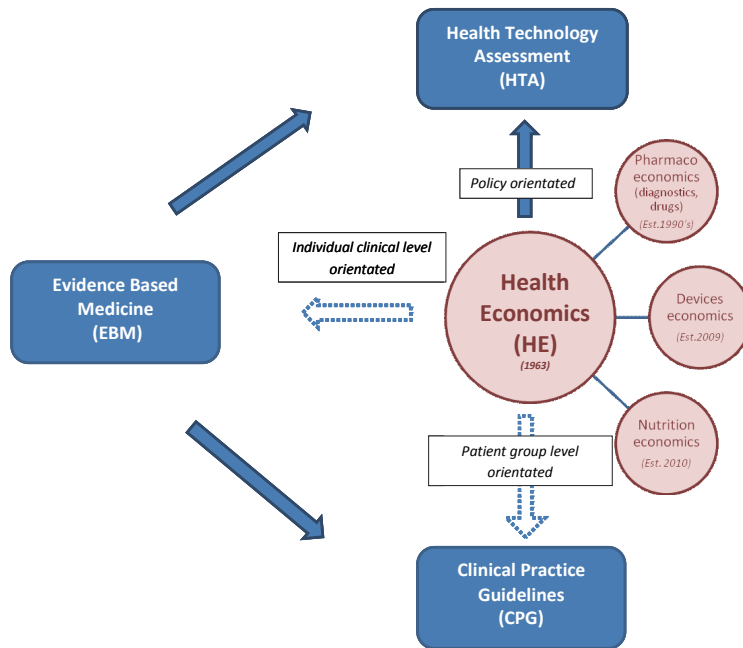 Health Technology
Assessment
(HTA)
Pharmaco
economics
(diagnostics,
drugs)
(Est.1990's)
Policy orientated
Individual clinical level
orientated
Evidence Based
Medicine
(EBM)
Health
Economics
(HE)
(1963)
Devices
economics
(Est.2009)
Nutrition
economics
(Est. 2010)
Patient group level
orientated
Clinical Practice
Guidelines
(CPG)